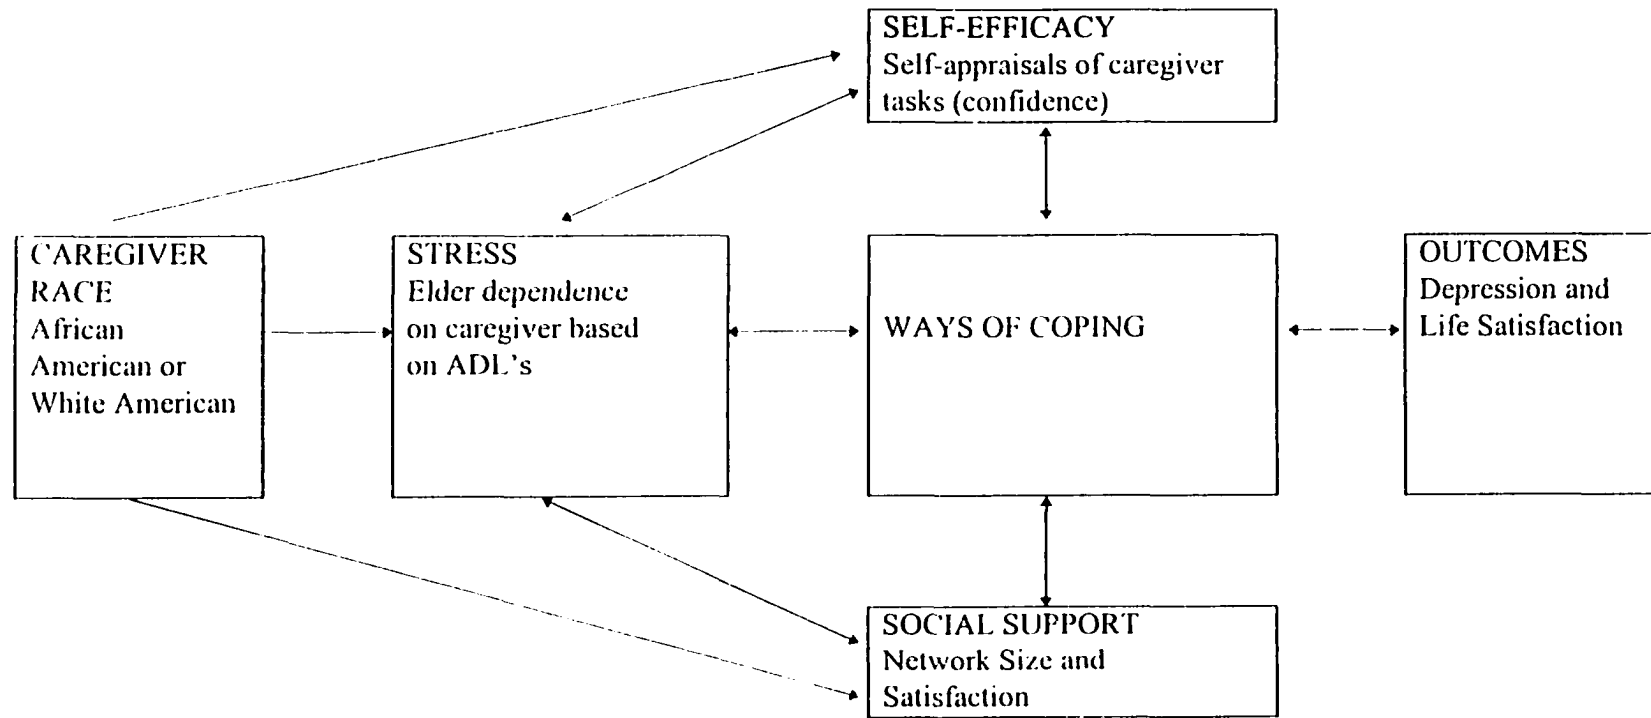 SELF-EFFICACY
Self-appraisals of caregiver
tasks (confidence)
CAREGIVER
RACE
African
American or
White American
STRESS
Elder dependence
on caregiver based
on ADL's
WAYS OF COPING
OUTCOMES
Depression and
Life Satisfaction
SOCIAL SUPPORT
Network Size and
Satisfaction